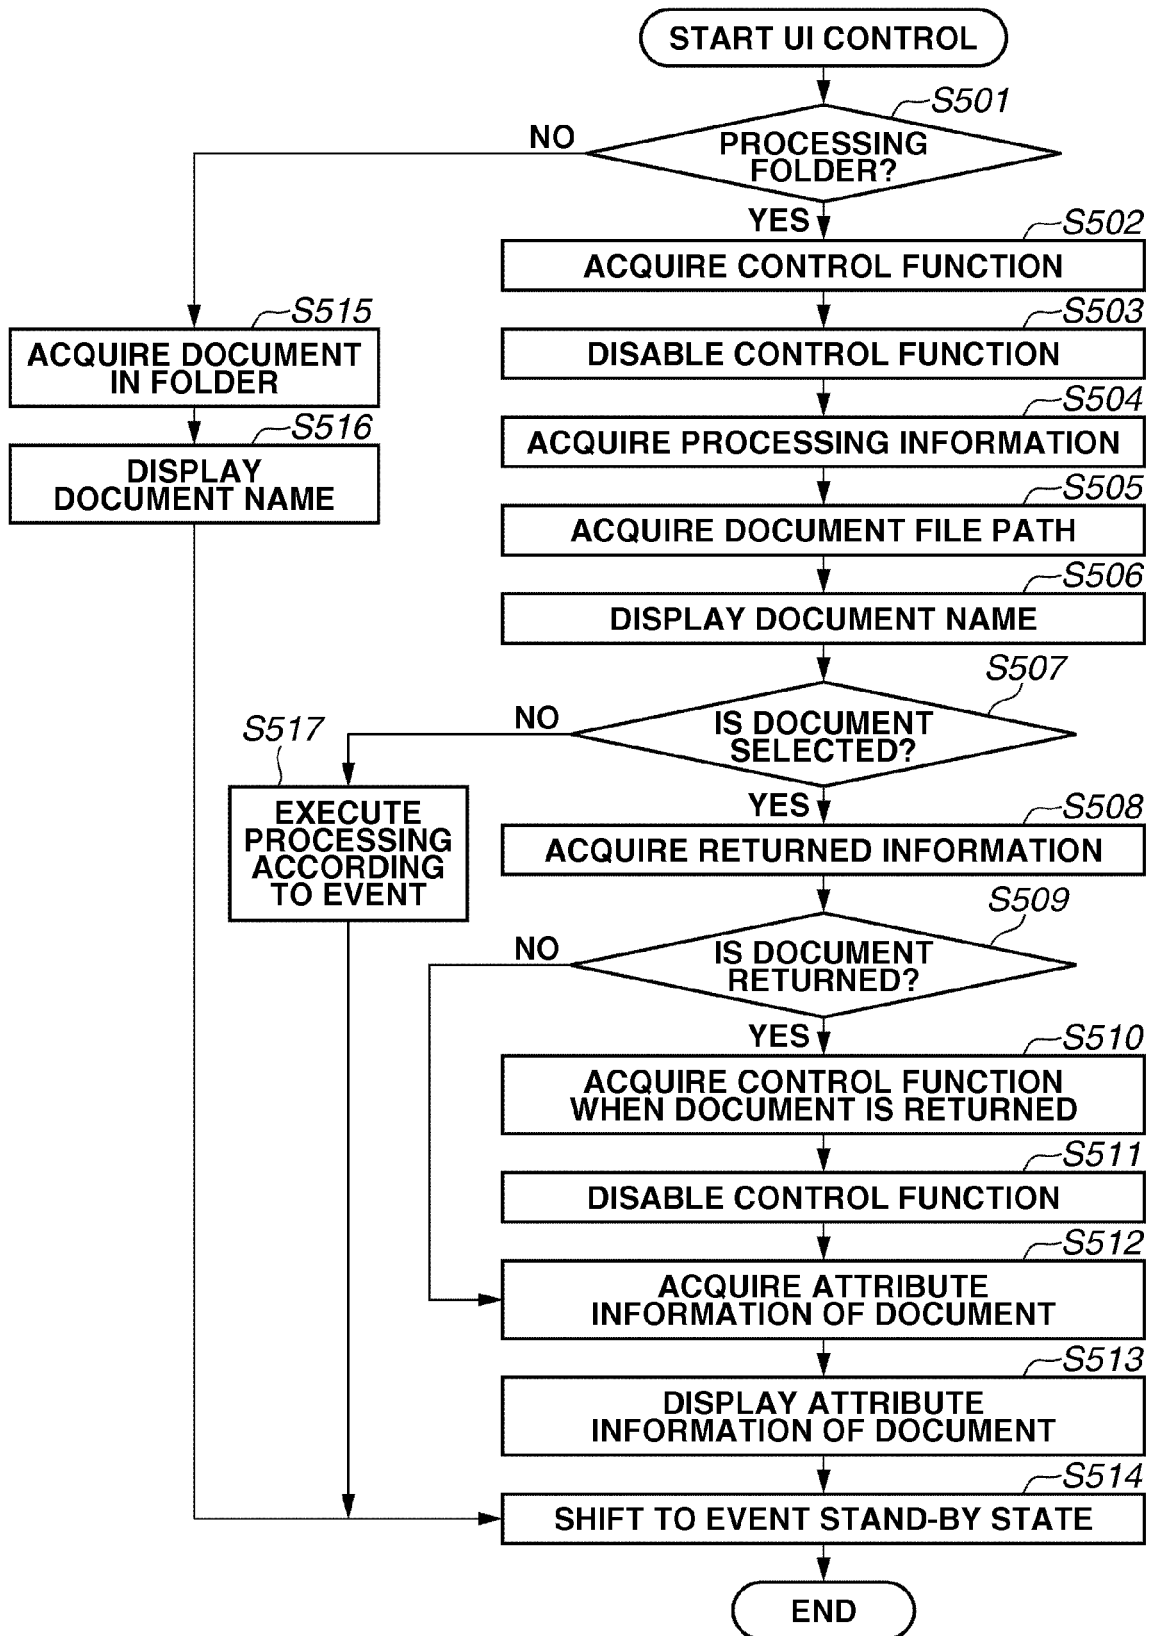 START UI CONTROL
S501
NO
PROCESSING
FOLDER?
YES
S502
ACQUIRE CONTROL FUNCTION
S515
S503
ACQUIRE DOCUMENT
IN FOLDER
DISABLE CONTROL FUNCTION
S516
S504
DISPLAY
DOCUMENT NAME
ACQUIRE PROCESSING INFORMATION
S505
ACQUIRE DOCUMENT FILE PATH
S506
DISPLAY DOCUMENT NAME
S507
S517
NO
IS DOCUMENT
SELECTED?
YES
S508
EXECUTE
PROCESSING
ACCORDING
TO EVENT
ACQUIRE RETURNED INFORMATION
S509
NO
IS DOCUMENT
RETURNED?
YES
S510
ACQUIRE CONTROL FUNCTION
WHEN DOCUMENT IS RETURNED
S511
DISABLE CONTROL FUNCTION
S512
ACQUIRE ATTRIBUTE
INFORMATION OF DOCUMENT
S513
DISPLAY ATTRIBUTE
INFORMATION OF DOCUMENT
S514
SHIFT TO EVENT STAND-BY STATE
END